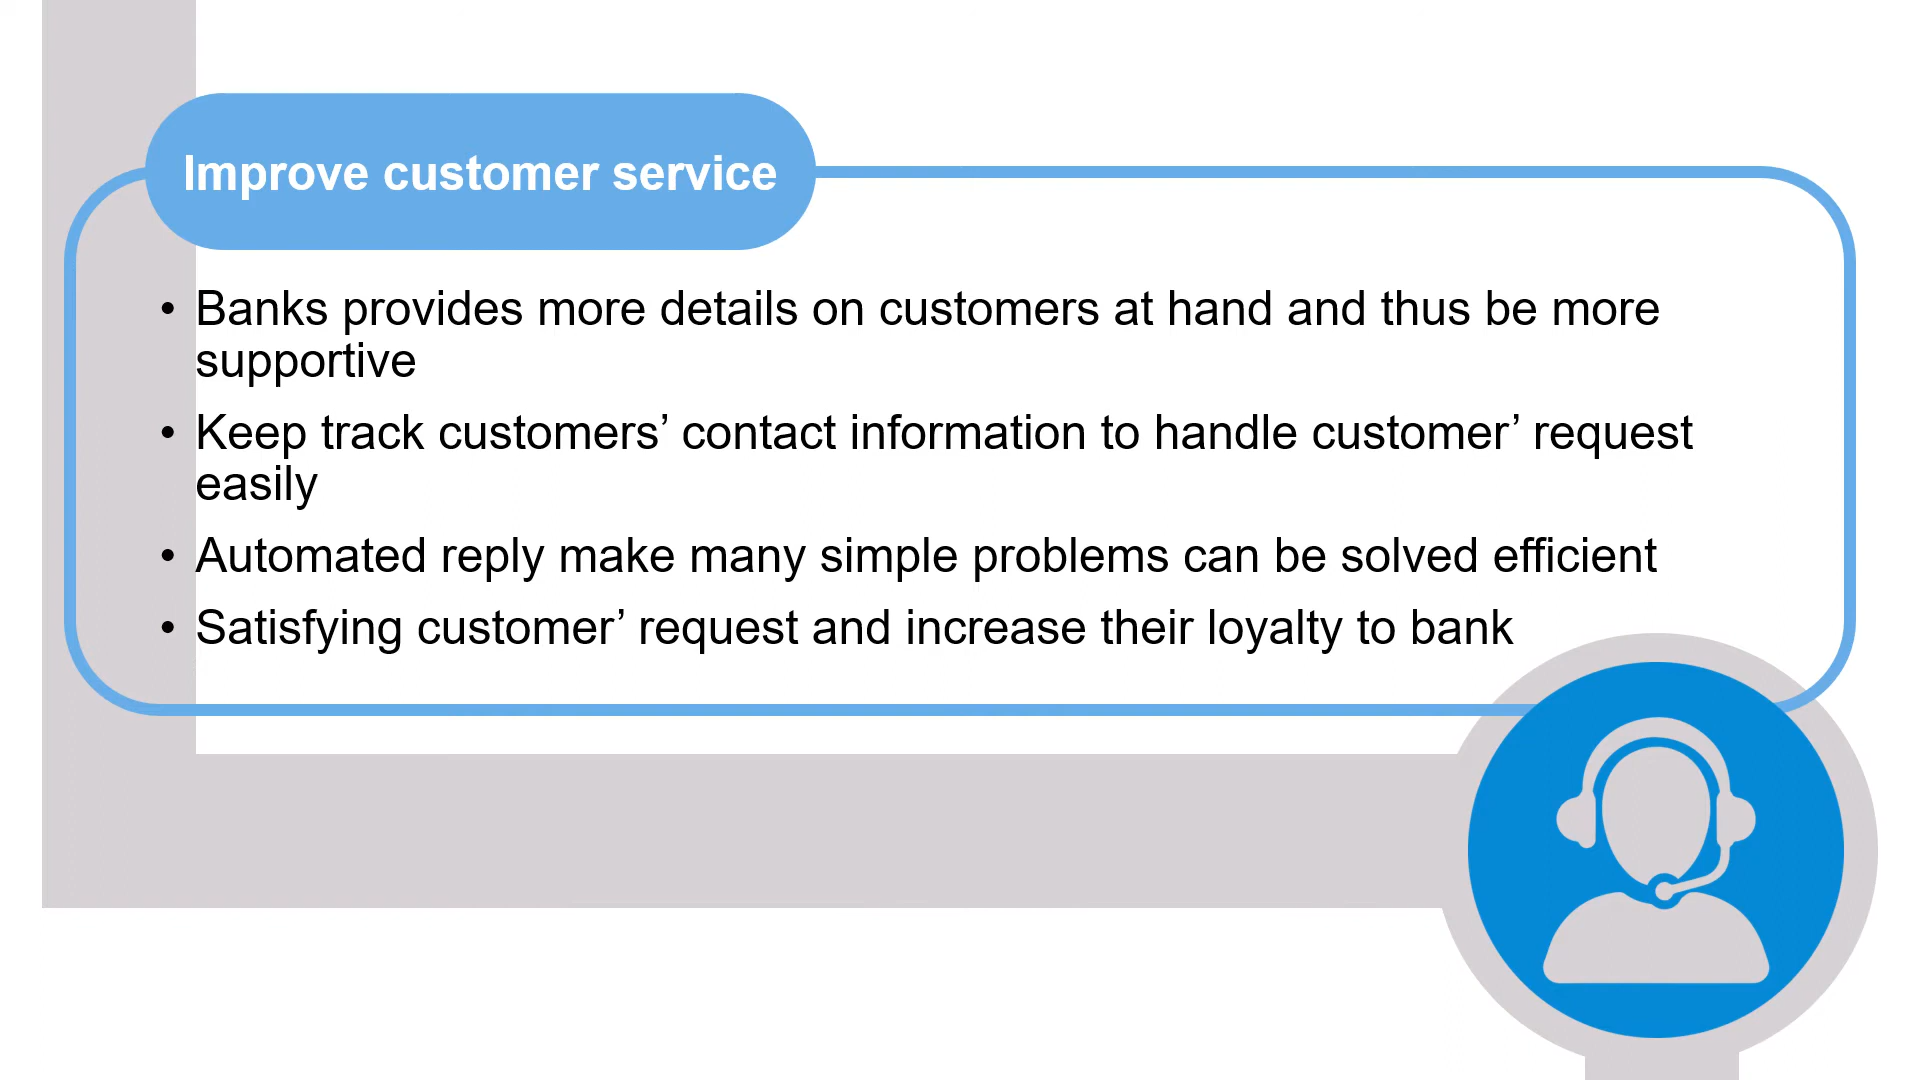 Improve customer service
• Banks provides more details on customers at hand and thus be more
supportive
• Keep track customers’ contact information to handle customer’ request
easily
• Automated reply make many simple problems can be solved efficient
• Satisfying customer’ request and increase their loyalty to bank